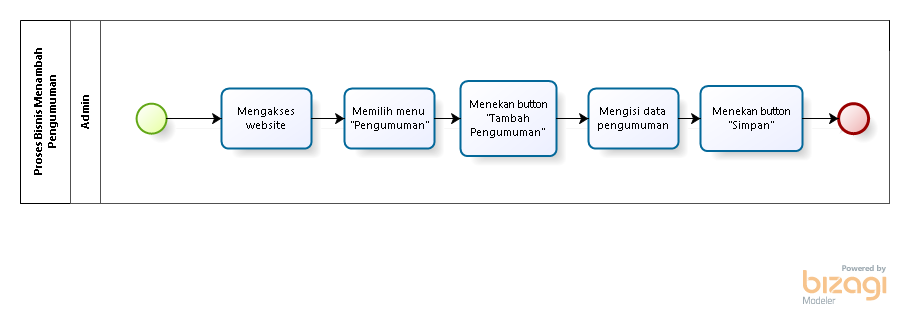 Proses Bisnis Menambah
Pengumuman
Admin
Mengakses
website
Memilih menu
"Pengumuman"
Menekan button
"Tambah
Pengumuman"
Mengisi data
pengumuman
Menekan button
"Simpan"
Powered by
bizagi
Modeler